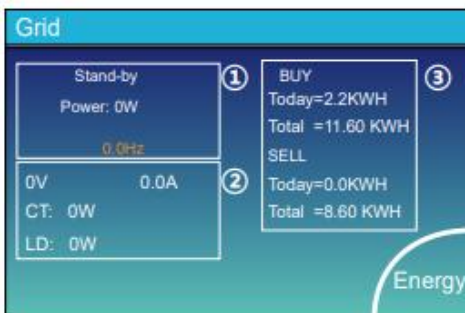 Grid
Stand-by
Power: 0W
0.0Hz
①
0V 0.0A
CT: 0W
LD: 0W
②
BUY
Today=2.2KWH
Total =11.60 KWH
SELL
Today=0.0KWH
Total =8.60 KWH
③
Energy